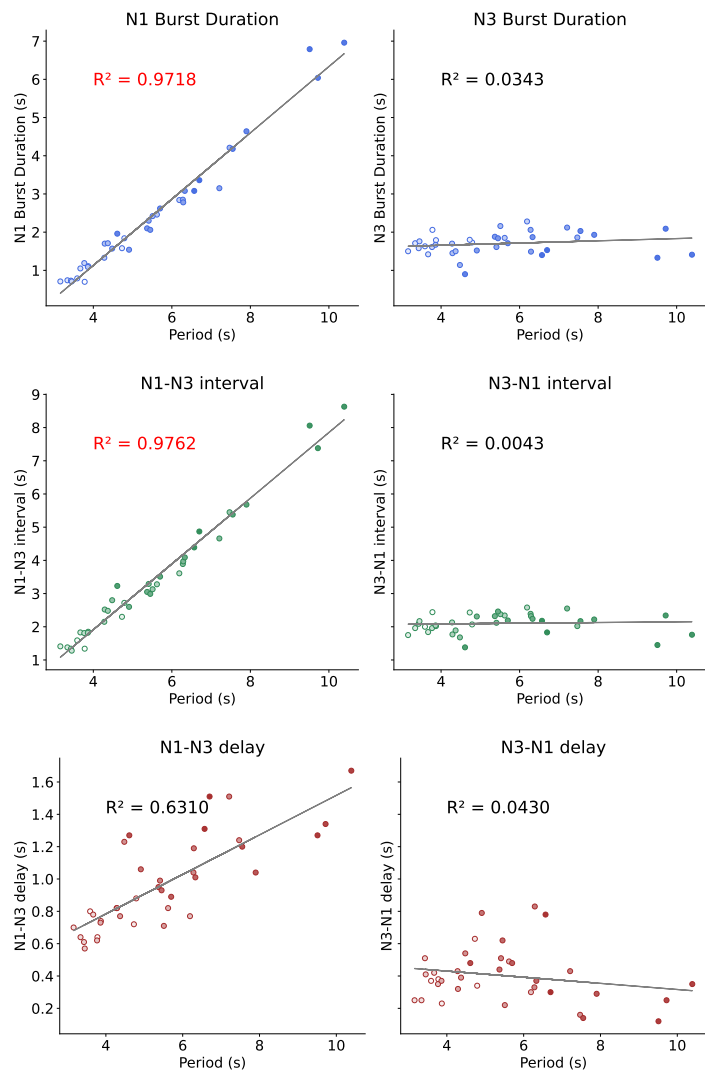 N1 Burst Duration
N3 Burst Duration
R² = 0.9718
R² = 0.0343
N1 Burst Duration (s)
N3 Burst Duration (s)
7
6
5
4
3
2
1
4 6 8 10
4 6 8 10
Period (s)
Period (s)
N1-N3 interval
N3-N1 interval
R² = 0.9762
R² = 0.0043
N1-N3 interval (s)
N3-N1 interval (s)
9
8
7
6
5
4
3
2
1
4 6 8 10
4 6 8 10
Period (s)
Period (s)
N1-N3 delay
N3-N1 delay
R² = 0.6310
R² = 0.0430
N1-N3 delay (s)
N3-N1 delay (s)
1.6
1.4
1.2
1.0
0.8
0.6
0.4
0.2
4 6 8 10
4 6 8 10
Period (s)
Period (s)